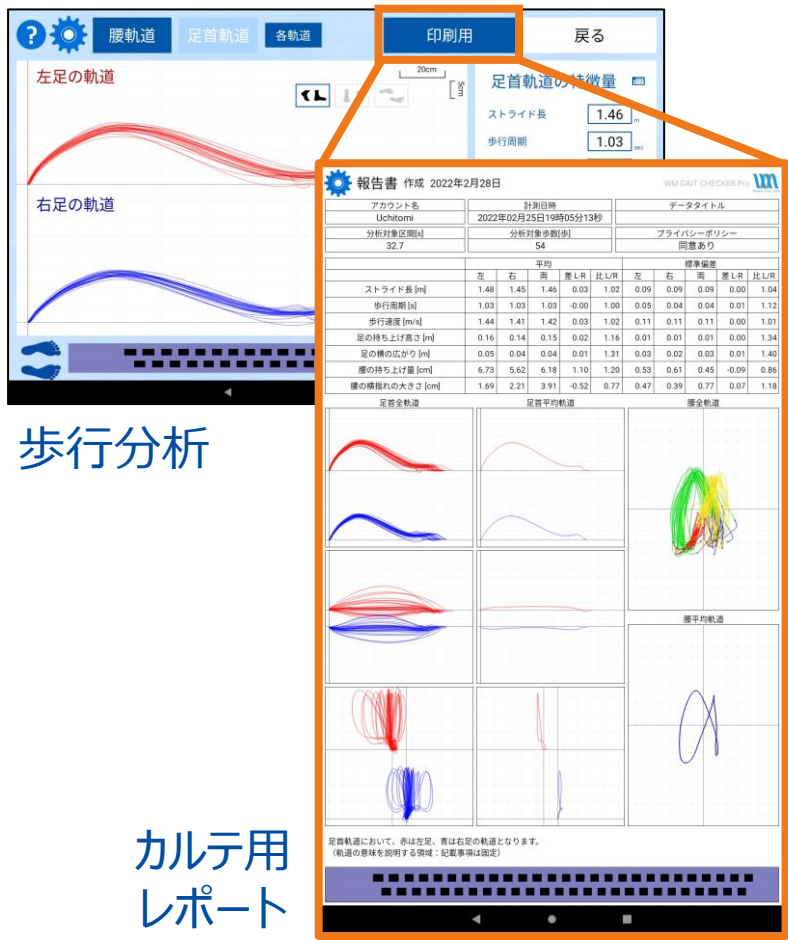 ? 腰軌道 足首軌道 各軌道 印刷用 戻る
左足の軌道
20cm
5cm
足首軌道の特徴量
ストライド長 1.46 m
歩行周期 1.03 sec
右足の軌道
歩行分析
報告書 作成 2022年2月28日 WM GAIT CHECKER Pro WM
アカウント名 計測日時 データタイトル
Uchitomi 2022年02月25日19時05分13秒
分析対象区間[s] 分析対象歩数[歩] プライバシーポリシー
32.7 54 同意あり
平均 標準偏差
左 右 両 差 L-R 比 L/R 左 右 両 差 L-R 比 L/R
ストライド長 [m] 1.48 1.45 1.46 0.03 1.02 0.09 0.09 0.09 0.00 1.04
歩行周期 [s] 1.03 1.03 1.03 -0.00 1.00 0.05 0.04 0.04 0.01 1.12
歩行速度 [m/s] 1.44 1.41 1.42 0.03 1.02 0.11 0.11 0.11 0.00 1.01
足の持ち上げ高さ [m] 0.16 0.14 0.15 0.02 1.16 0.01 0.01 0.01 0.00 1.34
足の横の広がり [m] 0.05 0.04 0.04 0.01 1.31 0.03 0.02 0.03 0.01 1.40
腰の持ち上げ量 [cm] 6.73 5.62 6.18 1.10 1.20 0.53 0.61 0.45 -0.09 0.86
腰の横揺れの大きさ [cm] 1.69 2.21 3.91 -0.52 0.77 0.47 0.39 0.77 0.07 1.18
足首全軌道 足首平均軌道 腰全軌道
腰平均軌道
足首軌道において、赤は左足、青は右足の軌道となります。
（軌道の意味を説明する領域：記載事項は固定）
カルテ用
レポート